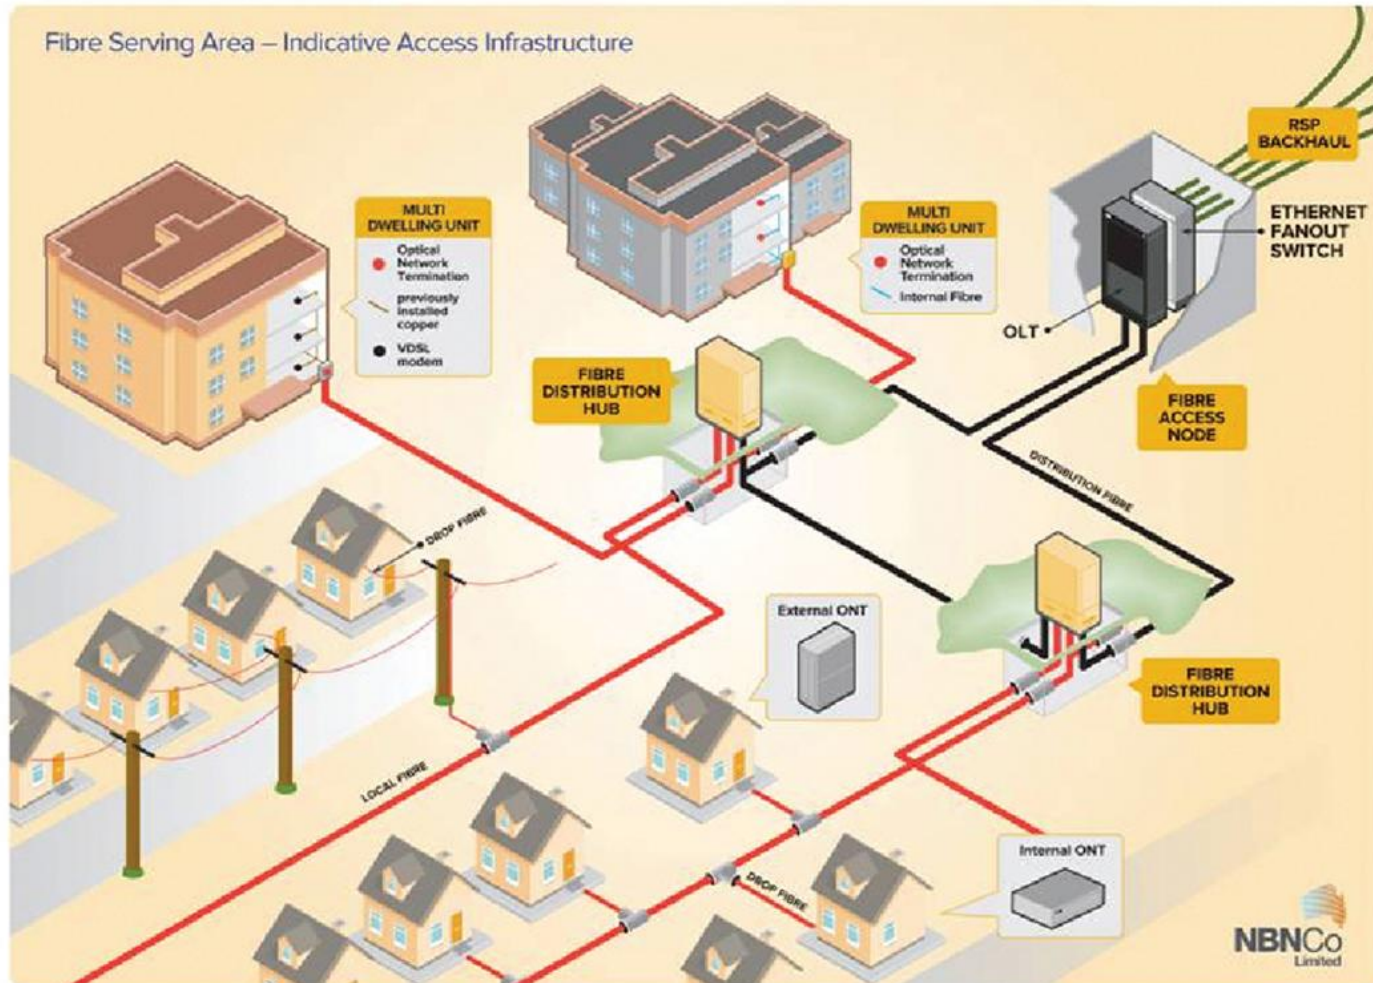 Fibre Serving Area – Indicative Access Infrastructure
RSP
BACKHAUL
ETHERNET
FANOUT
SWITCH
OLT
FIBRE
ACCESS
NODE
MULTI
DWELLING UNIT
Optical
Network
Termination
previously
installed
copper
VDSL
modem
MULTI
DWELLING UNIT
Optical
Network
Termination
Internal Fibre
FIBRE
DISTRIBUTION
HUB
DISTRIBUTION FIBRE
DROP FIBRE
External ONT
FIBRE
DISTRIBUTION
HUB
LOCAL FIBRE
DROP FIBRE
Internal ONT
NBNCo
Limited